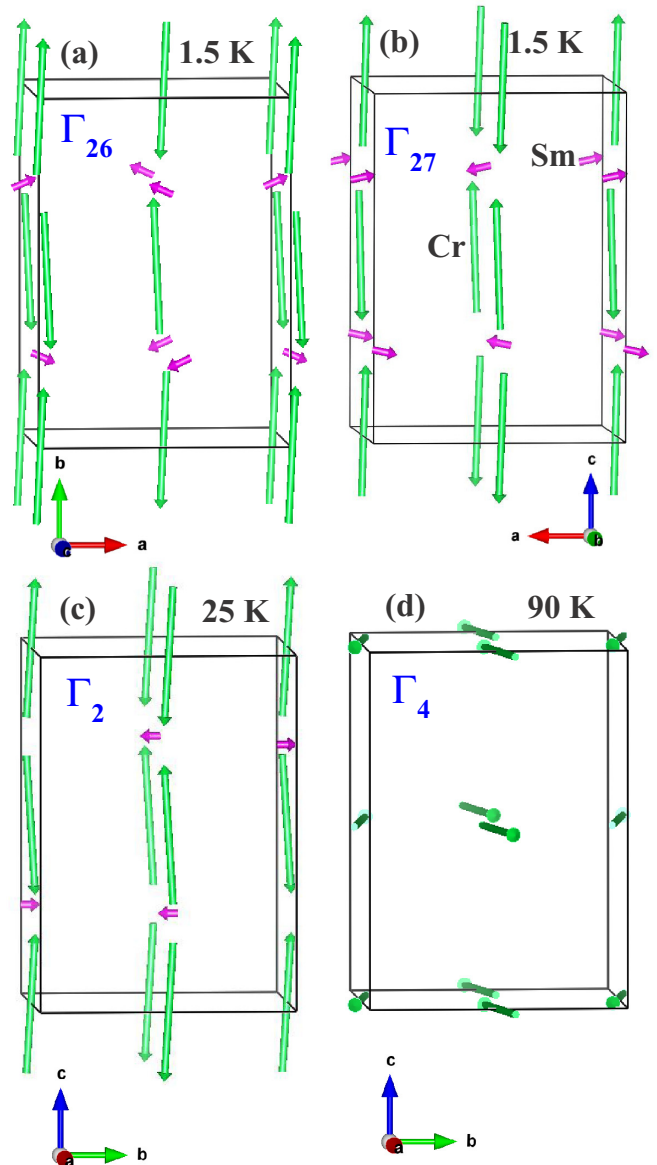 (a) 1.5 K
Γ26
b
c a
(b) 1.5 K
Γ27 Sm
Cr
c
a b
(c) 25 K
Γ2
c
a b
(d) 90 K
Γ4
c
a b